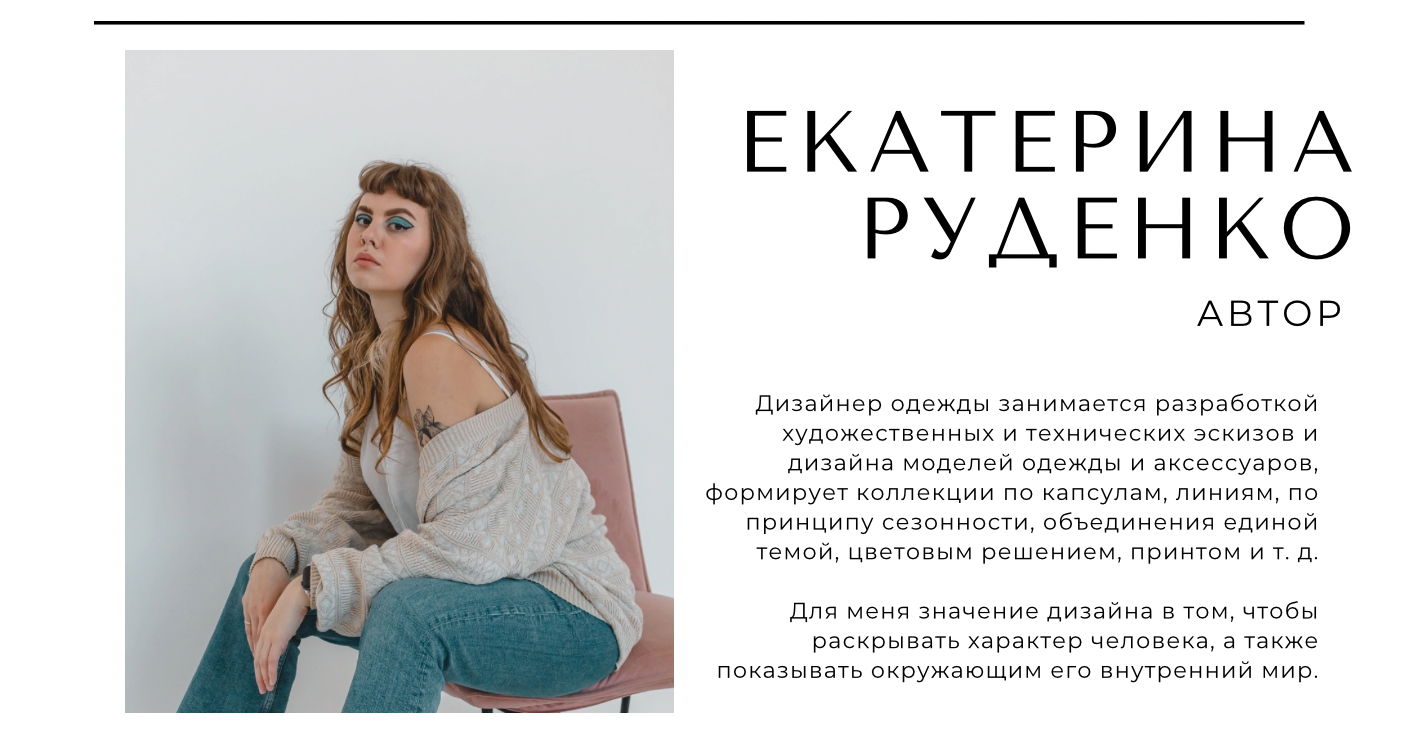 ЕКАТЕРИНА
РУДЕНКО
АВТОР
Дизайнер одежды занимается разработкой
художественных и технических эскизов и
дизайна моделей одежды и аксессуаров,
формирует коллекции по капсулам, линиям, по
принципу сезонности, объединения единой
темой, цветовым решением, принтом и т. д.
Для меня значение дизайна в том, чтобы
раскрывать характер человека, а также
показывать окружающим его внутренний мир.